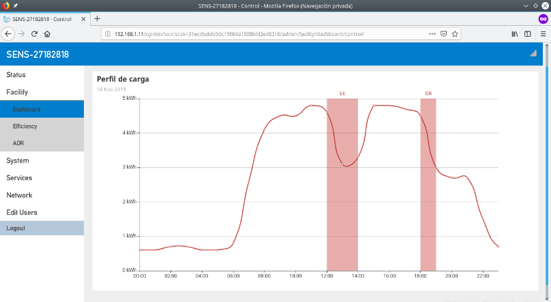 SENS-27182818 - Control - Mozilla Firefox (Navegación privada)
SENS-27182818 - Control
192.168.1.11/cgi-bin/luci
/admin/facility/dashboard/control/
SENS-27182818
Status
Facility
Dashboard
Efficiency
ADR
System
Services
Network
Edit Users
Logout
Perfil de carga
14 Nov 2019
EE
DR
5 kWh
4 kWh
3 kWh
2 kWh
1 kWh
0 kWh
00:00 02:00 04:00 06:00 08:00 10:00 12:00 14:00 16:00 18:00 20:00 22:00